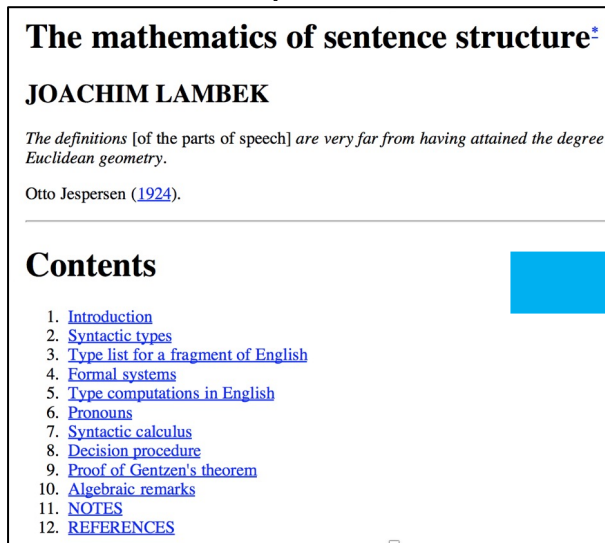 The mathematics of sentence structure*
JOACHIM LAMBEK
The definitions [of the parts of speech] are very far from having attained the degree
Euclidean geometry.
Otto Jespersen (1924).
Contents
1. Introduction
2. Syntactic types
3. Type list for a fragment of English
4. Formal systems
5. Type computations in English
6. Pronouns
7. Syntactic calculus
8. Decision procedure
9. Proof of Gentzen's theorem
10. Algebraic remarks
11. NOTES
12. REFERENCES